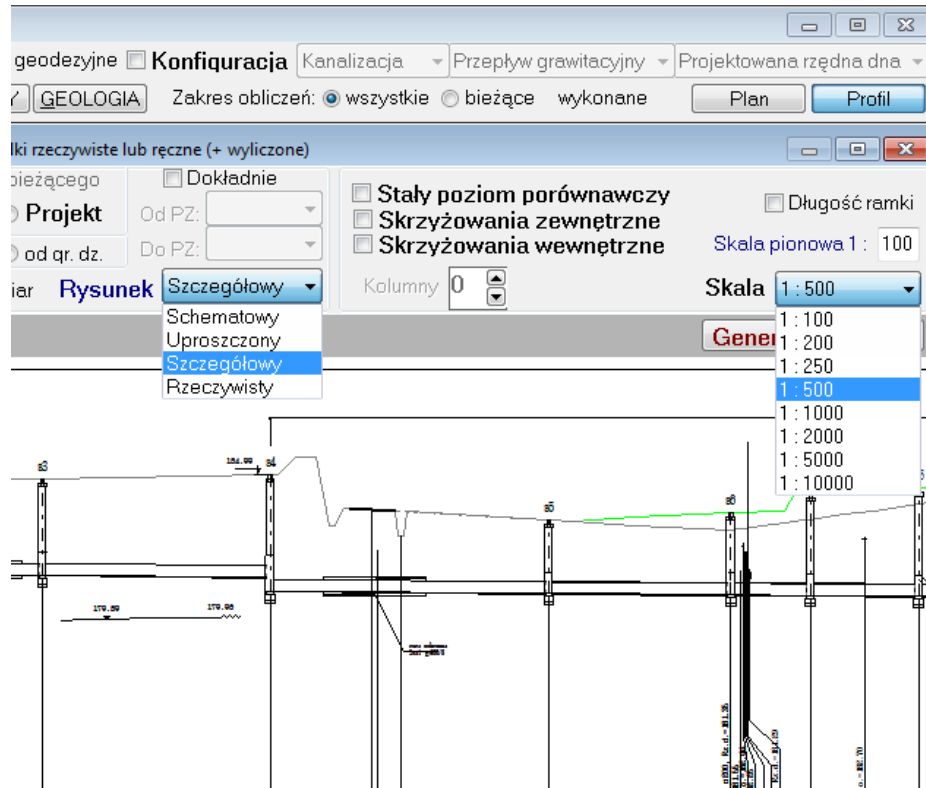 geodezyjne Konfiguracja Kanalizacja Przepływ grawitacyjny Projektowana rzędna dna
Y GEOLOGIA Zakres obliczeń: wszystkie bieżące wykonane Plan Profil
lki rzeczywiste lub ręczne (+ wyliczone)
bieżącego Dokładnie
Projekt Od PZ:
od gr. dz. Do PZ:
Stały poziom porównawczy
Skrzyżowania zewnętrzne
Skrzyżowania wewnętrzne
Długość ramki
Skala pionowa 1 : 100
iar Rysunek Szczegółowy Kolumny 0 Skala 1 : 500
Schematowy
Uproszczony
Szczegółowy
Rzeczywisty
Gener
1 : 100
1 : 200
1 : 250
1 : 500
1 : 1000
1 : 2000
1 : 5000
1 : 10000
s3
184.99 s4
s5
s6
179.89 179.98